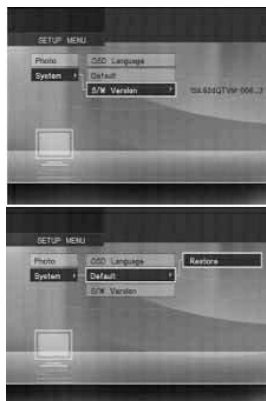 SETUP MENU
Photo OSD Language
System Default
S/W Version
SETUP MENU
Photo OSD Language
System Default Restore
S/W Version